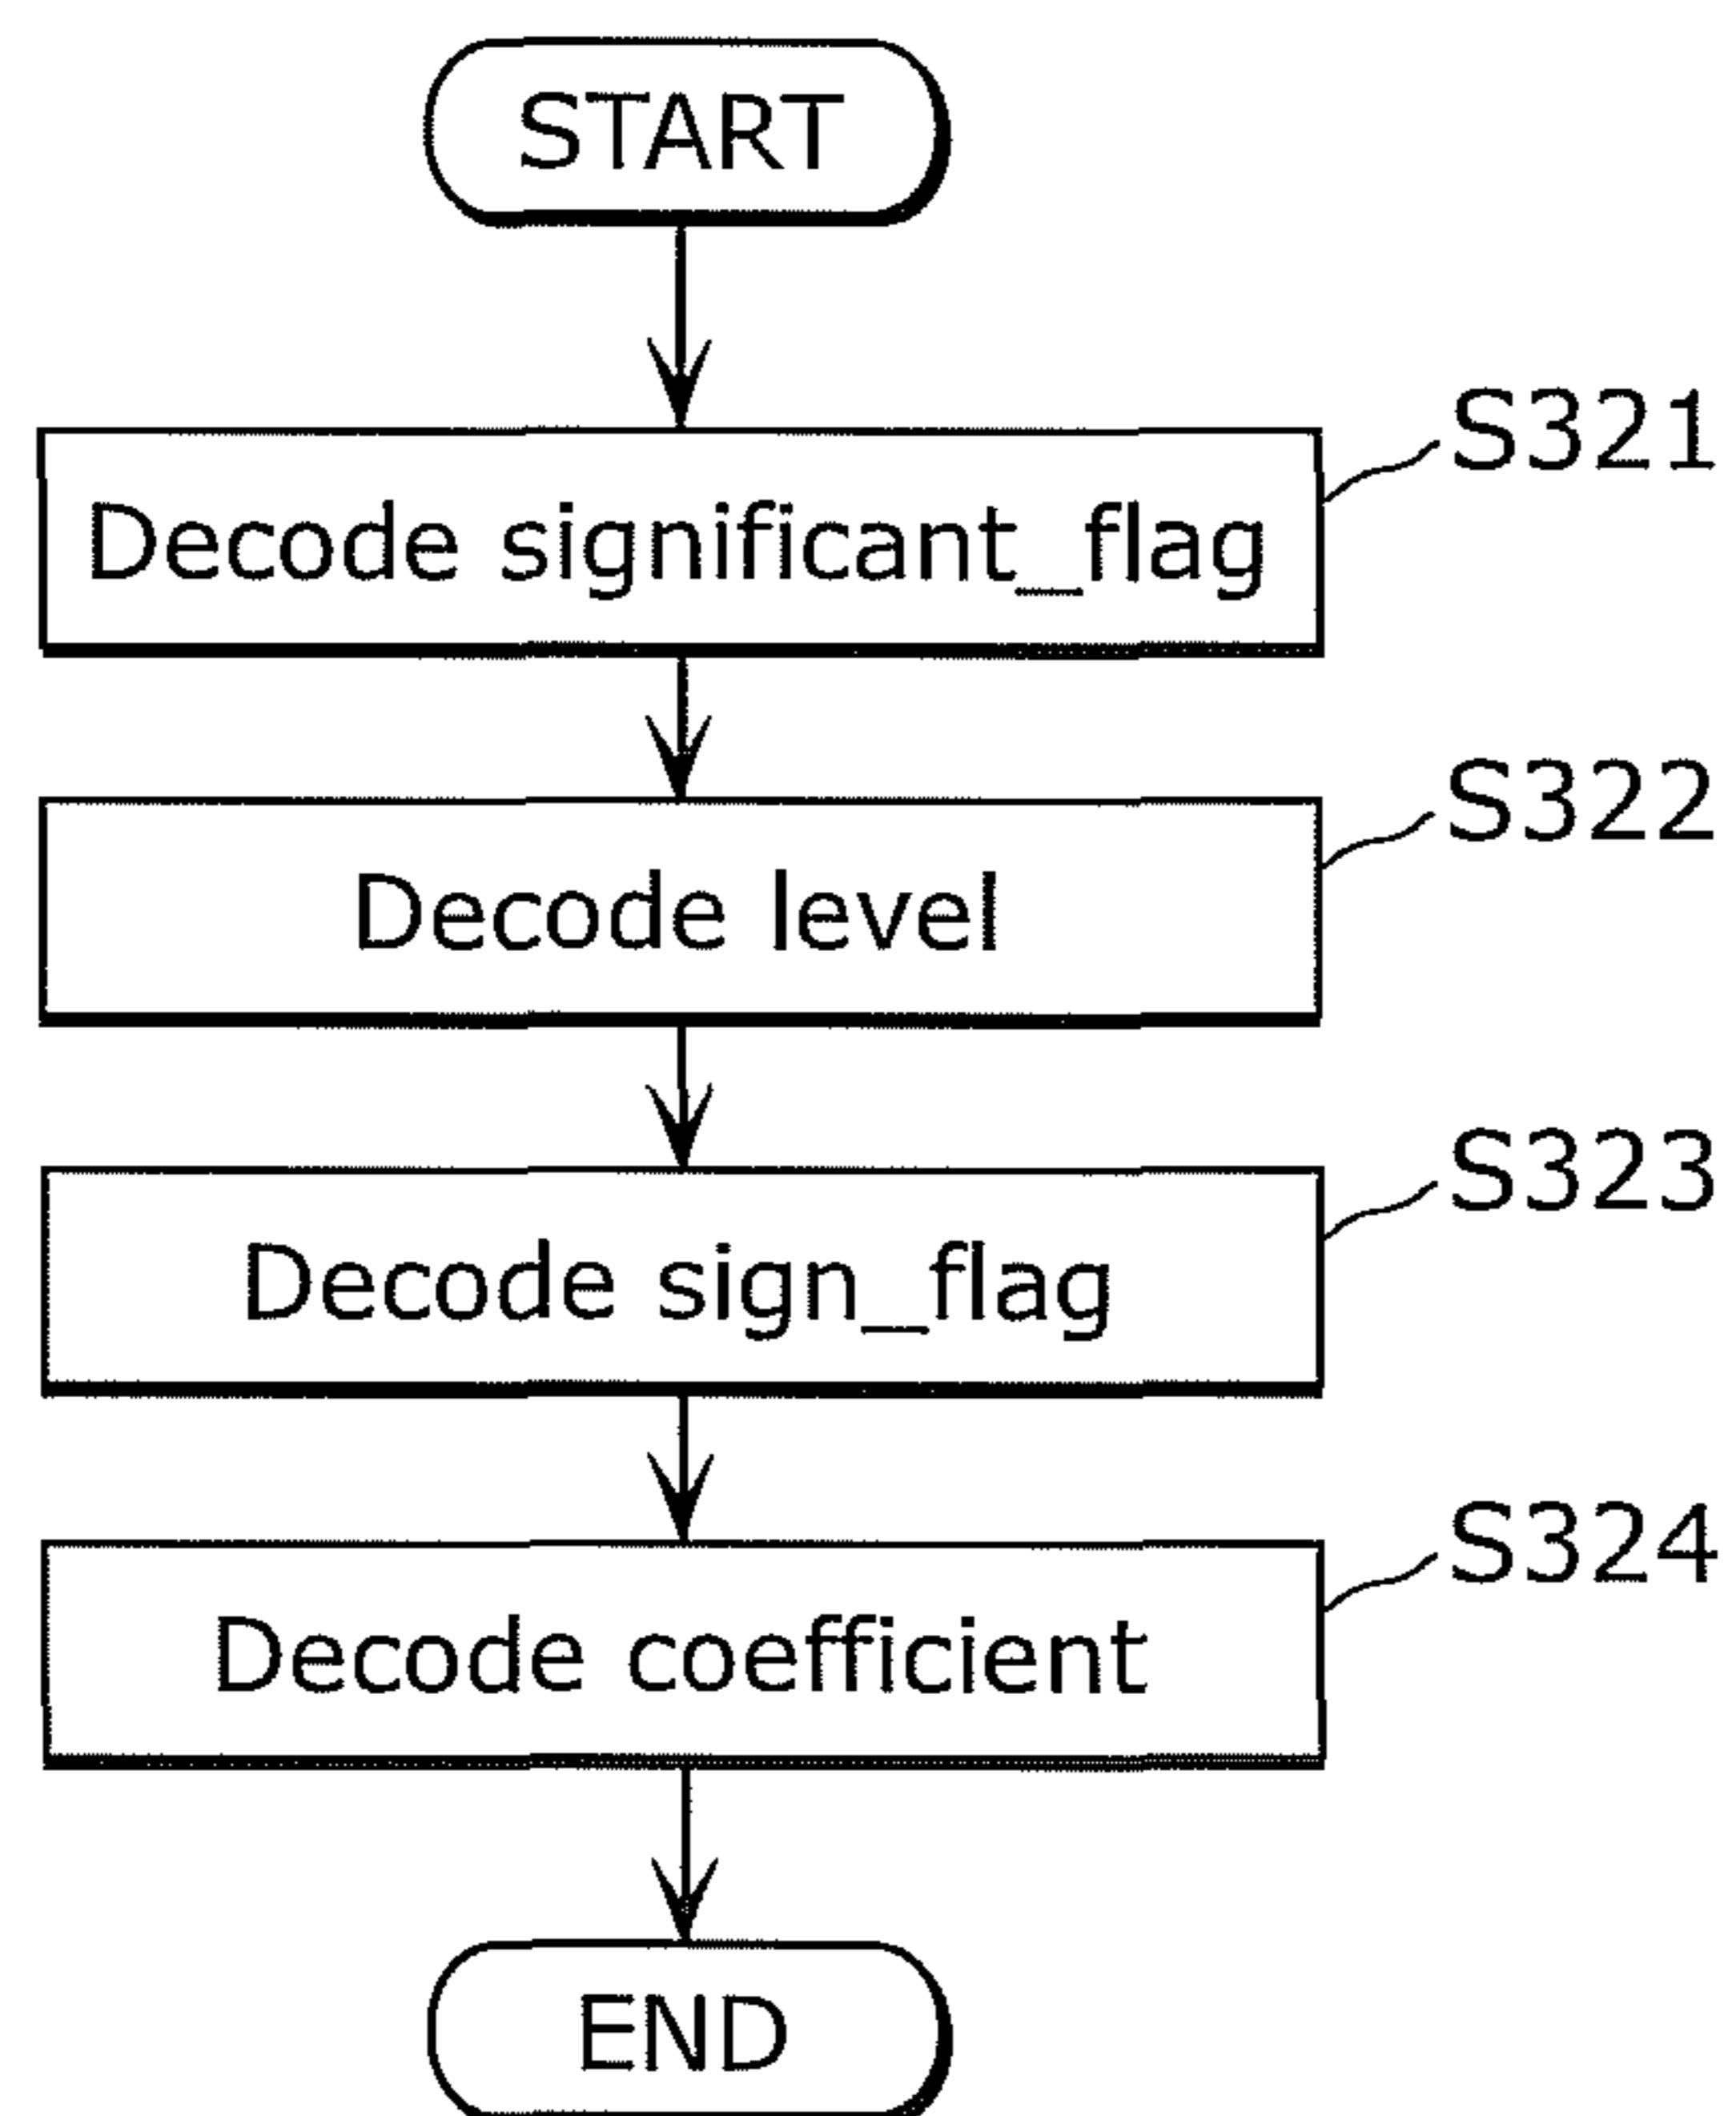 START
S321
Decode significant_flag
S322
Decode level
S323
Decode sign_flag
S324
Decode coefficient
END